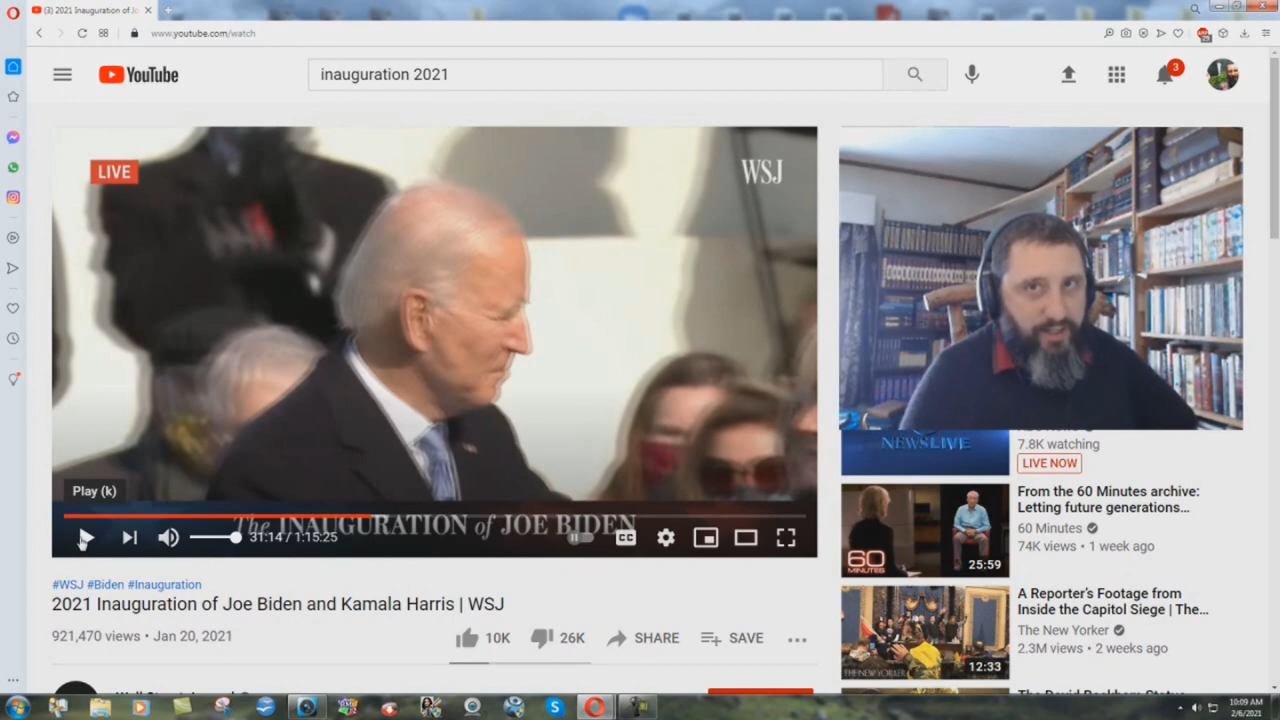 (3) 2021 Inauguration of Jo
www.youtube.com/watch
YouTube
inauguration 2021
3
LIVE
WSJ
Play (k)
The INAUGURATION of JOE BIDEN
31:14 / 1:15:25
CC
#WSJ #Biden #Inauguration
2021 Inauguration of Joe Biden and Kamala Harris | WSJ
921,470 views • Jan 20, 2021
10K
26K
SHARE
SAVE
NEWSLIVE
7.8K watching
LIVE NOW
From the 60 Minutes archive:
Letting future generations…
60 Minutes
74K views • 1 week ago
60
MINUTES
25:59
A Reporter's Footage from
Inside the Capitol Siege | The…
The New Yorker
2.3M views • 2 weeks ago
THE NEW YORKER
12:33
10:09 AM
2/6/2021